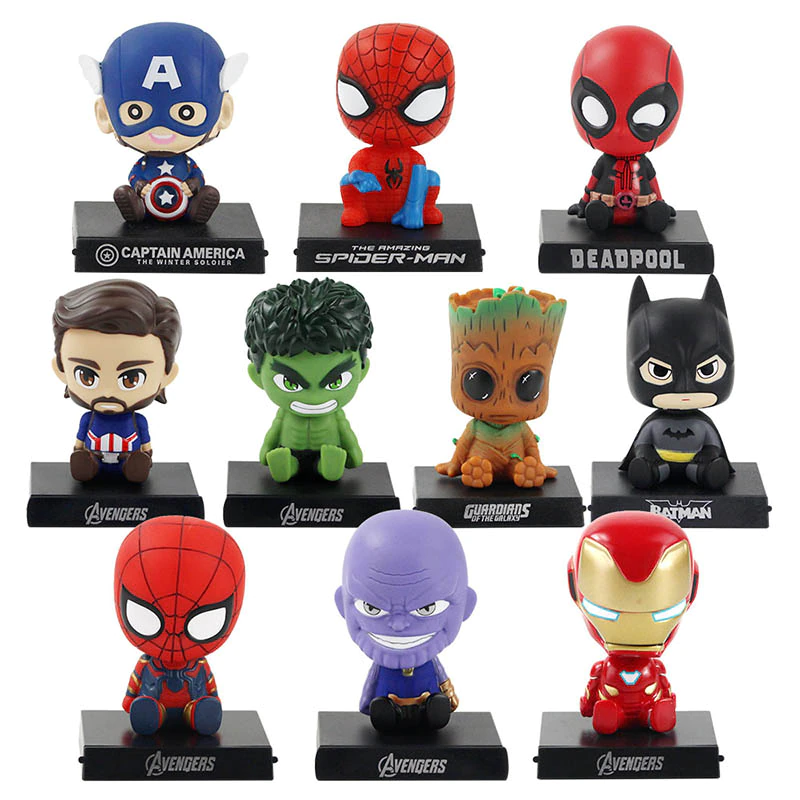 A
CAPTAIN AMERICA
THE WINTER SOLDIER
THE AMAZING
SPIDER-MAN
DEADPOOL
AVENGERS
AVENGERS
GUARDIANS
OF THE GALAXY
BATMAN
AVENGERS
AVENGERS
AVENGERS